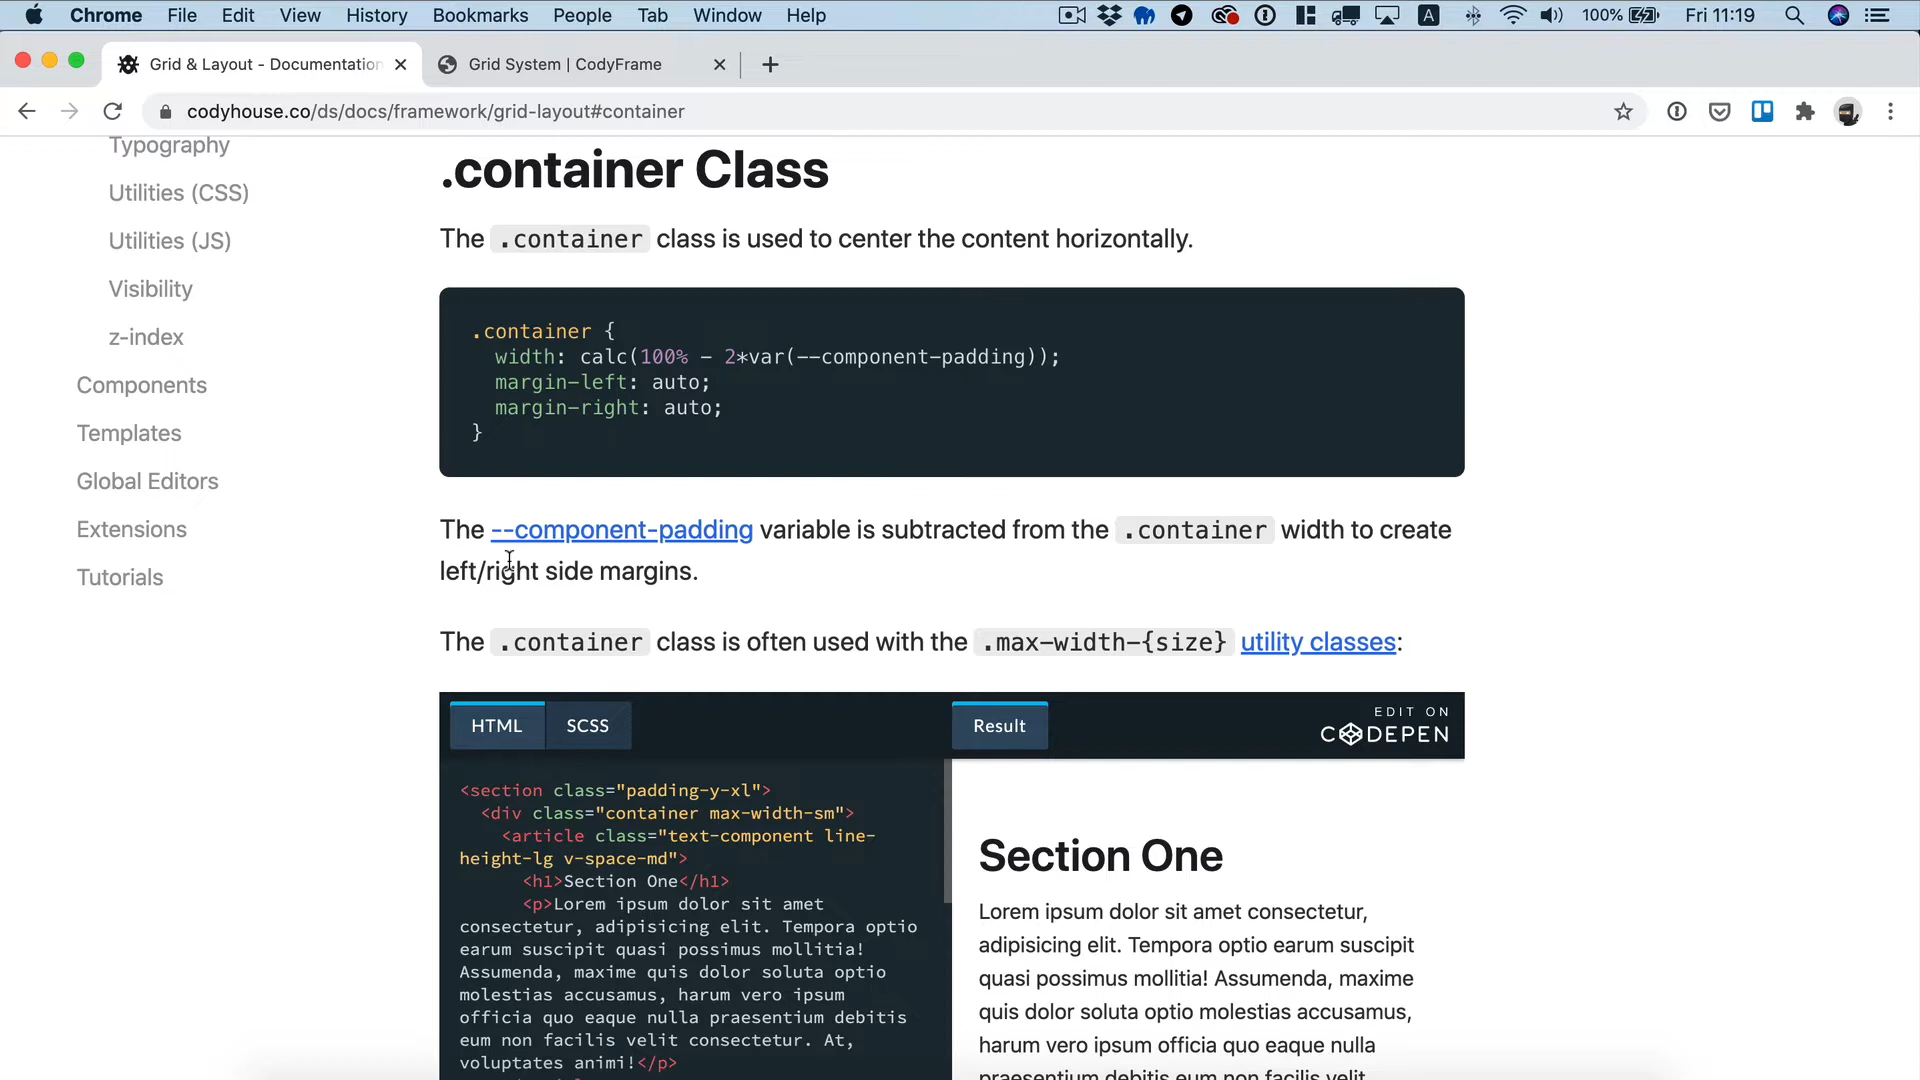 Chrome File Edit View History Bookmarks People Tab Window Help A 100% Fri 11:19
Grid & Layout - Documentation Grid System | CodyFrame
codyhouse.co/ds/docs/framework/grid-layout#container
Typography
Utilities (CSS)
Utilities (JS)
Visibility
z-index
Components
Templates
Global Editors
Extensions
Tutorials
.container Class
The .container class is used to center the content horizontally.
.container {
width: calc(100% - 2*var(--component-padding));
margin-left: auto;
margin-right: auto;
}
The --component-padding variable is subtracted from the .container width to create
left/right side margins.
The .container class is often used with the .max-width-{size} utility classes:
HTML SCSS Result EDIT ON
CODEPEN
<section class="padding-y-xl">
<div class="container max-width-sm">
<article class="text-component line-
height-lg v-space-md">
<h1>Section One</h1>
<p>Lorem ipsum dolor sit amet
consectetur, adipisicing elit. Tempora optio
earum suscipit quasi possimus mollitia!
Assumenda, maxime quis dolor soluta optio
molestias accusamus, harum vero ipsum
officia quo eaque nulla praesentium debitis
eum non facilis velit consectetur. At,
voluptates animi!</p>
Section One
Lorem ipsum dolor sit amet consectetur,
adipisicing elit. Tempora optio earum suscipit
quasi possimus mollitia! Assumenda, maxime
quis dolor soluta optio molestias accusamus,
harum vero ipsum officia quo eaque nulla
praesentium debitis eum non facilis velit